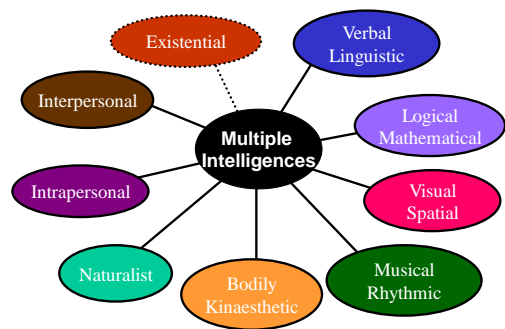 Existential
Verbal
Linguistic
Interpersonal
Logical
Mathematical
Multiple
Intelligences
Intrapersonal
Visual
Spatial
Naturalist
Bodily
Kinaesthetic
Musical
Rhythmic